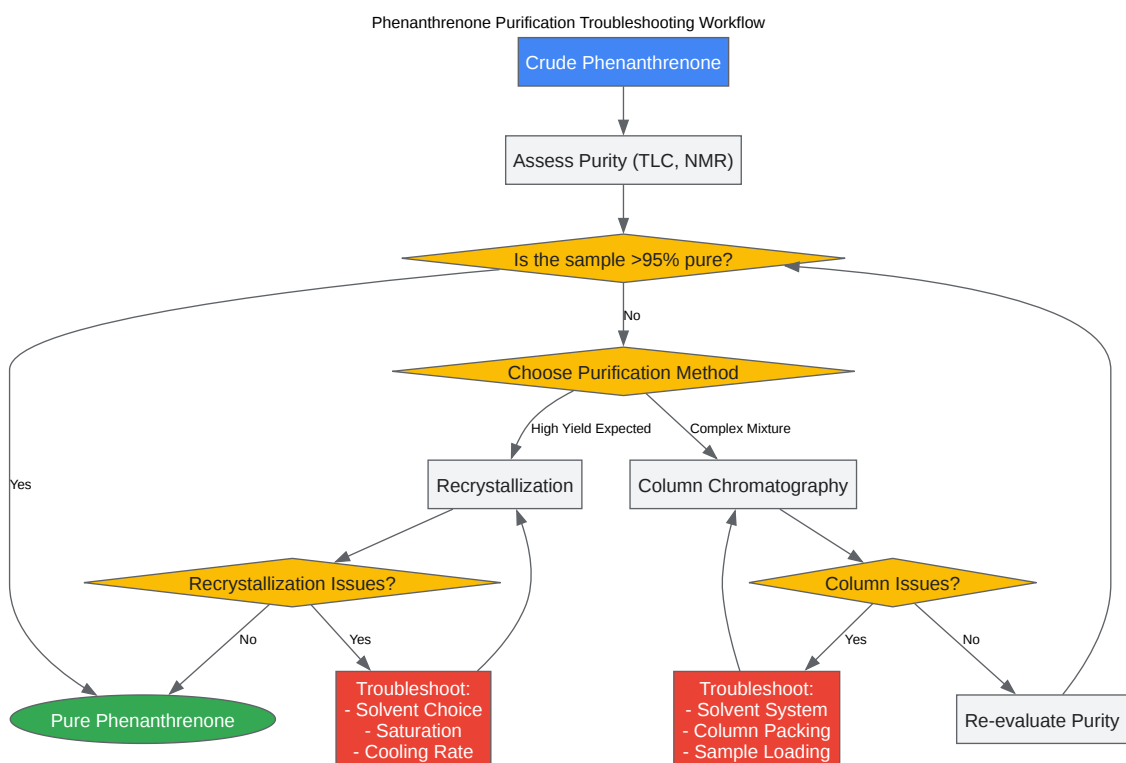 Phenanthrenone Purification Troubleshooting Workflow
Crude Phenanthrenone
Assess Purity (TLC, NMR)
Is the sample >95% pure?
No
Choose Purification Method
High Yield Expected
Complex Mixture
Yes
Recrystallization
Column Chromatography
Recrystallization Issues?
Column Issues?
No
Yes
Yes
No
Pure Phenanthrenone
Troubleshoot:
- Solvent Choice
- Saturation
- Cooling Rate
Troubleshoot:
- Solvent System
- Column Packing
- Sample Loading
Re-evaluate Purity